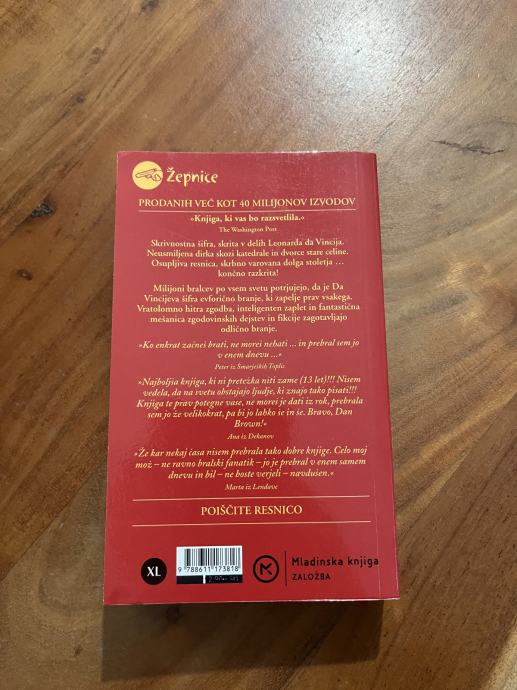 Žepnice
PRODANIH VEČ KOT 40 MILIJONOV IZVODOV
»Knjiga, ki vas bo razsvetlila.«
The Washington Post
Skrivnostna šifra, skrita v delih Leonarda da Vincija.
Neusmiljena dirka skozi katedrale in dvorce stare celine.
Osupljiva resnica, skrbno varovana dolga stoletja ...
končno razkrita!
Milijoni bralcev po vsem svetu potrjujejo, da je Da
Vincijeva šifra evforično branje, ki zapelje prav vsakega.
Vratolomno hitra zgodba, inteligenten zaplet in fantastična
mešanica zgodovinskih dejstev in fikcije zagotavljajo
odlično branje.
»Ko enkrat začneš brati, ne moreš nehati ... in prebral sem jo
v enem dnevu ...«
Peter iz Šmarjeških Toplic
»Najboljša knjiga, ki ni pretežka niti zame (13 let)!!! Nisem
vedela, da na svetu obstajajo ljudje, ki znajo tako pisati!!!
Knjiga te prav potegne vase, ne moreš je dati iz rok, prebrala
sem jo že velikokrat, pa bi jo lahko še in še. Bravo, Dan
Brown!«
Ana iz Dekanov
»Že kar nekaj časa nisem prebrala tako dobre knjige. Celo moj
mož – ne ravno bralski fanatik – jo je prebral v enem samem
dnevu in bil – ne boste verjeli – navdušen.«
Marta iz Lendave
POIŠČITE RESNICO
XL
9 788611 173818
Mladinska knjiga
ZALOŽBA